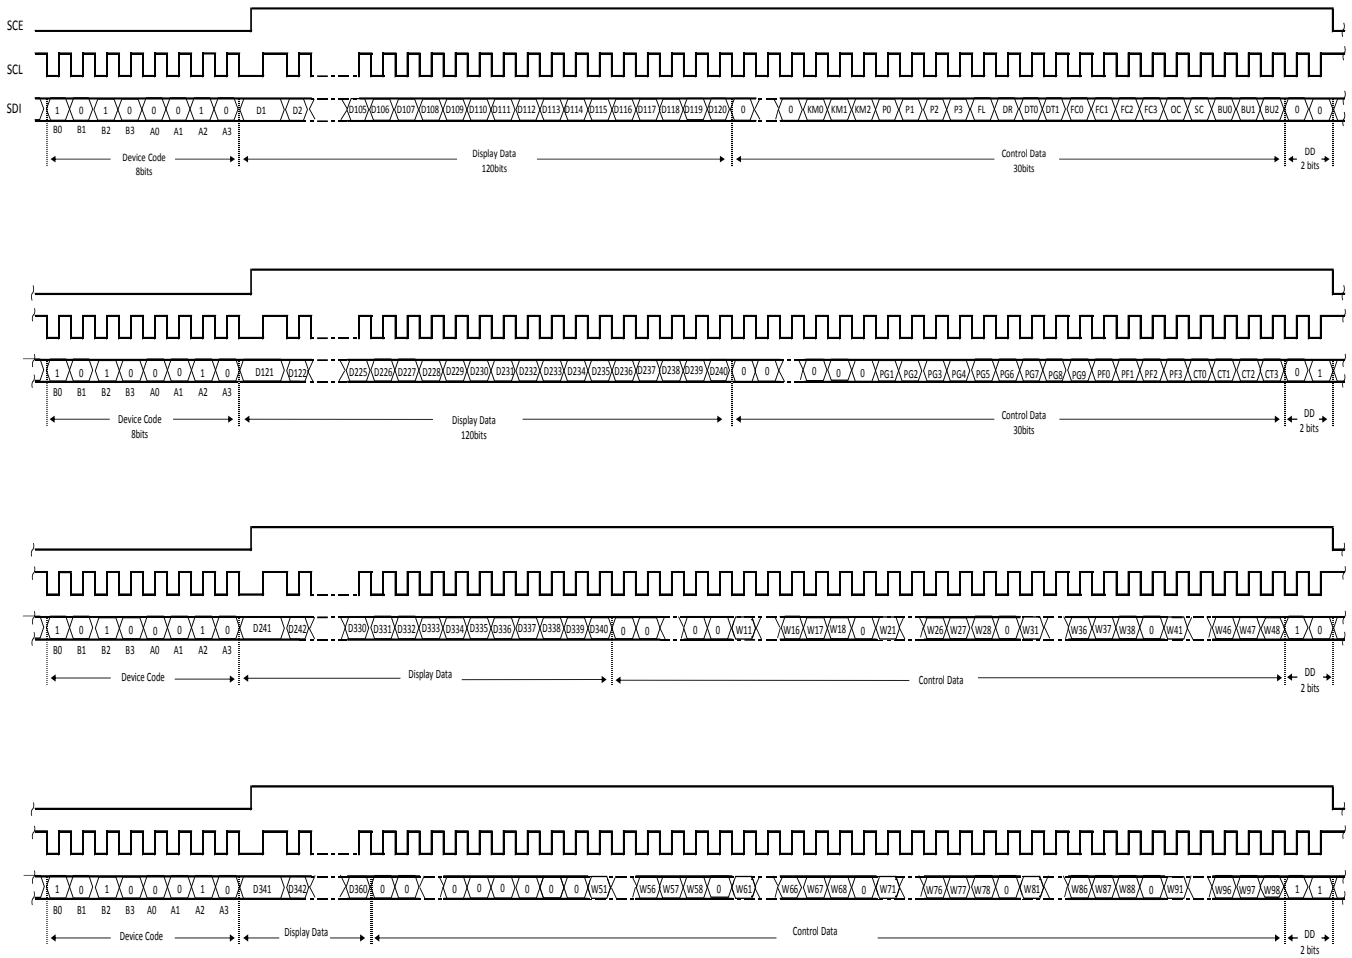 SCE
SCL
SDI 1 0 1 0 0 0 1 0 D1 D2 D105 D106 D107 D108 D109 D110 D111 D112 D113 D114 D115 D116 D117 D118 D119 D120 0 0 KM0 KM1 KM2 P0 P1 P2 P3 FL DR DT0 DT1 FC0 FC1 FC2 FC3 OC SC BU0 BU1 BU2 0 0
B0 B1 B2 B3 A0 A1 A2 A3
Device Code Display Data Control Data DD
8bits 120bits 30bits 2 bits
1 0 1 0 0 0 1 0 D121 D122 D225 D226 D227 D228 D229 D230 D231 D232 D233 D234 D235 D236 D237 D238 D239 D240 0 0 0 0 0 PG1 PG2 PG3 PG4 PG5 PG6 PG7 PG8 PG9 PF0 PF1 PF2 PF3 CT0 CT1 CT2 CT3 0 1
B0 B1 B2 B3 A0 A1 A2 A3
Device Code Display Data Control Data DD
8bits 120bits 30bits 2 bits
1 0 1 0 0 0 1 0 D241 D242 D330 D331 D332 D333 D334 D335 D336 D337 D338 D339 D340 0 0 0 0 W11 W16 W17 W18 0 W21 W26 W27 W28 0 W31 W36 W37 W38 0 W41 W46 W47 W48 1 0
B0 B1 B2 B3 A0 A1 A2 A3
Device Code Display Data Control Data DD
2 bits
1 0 1 0 0 0 1 0 D341 D342 D360 0 0 0 0 0 0 0 0 W51 W56 W57 W58 0 W61 W66 W67 W68 0 W71 W76 W77 W78 0 W81 W86 W87 W88 0 W91 W96 W97 W98 1 1
B0 B1 B2 B3 A0 A1 A2 A3
Device Code Display Data Control Data DD
2 bits